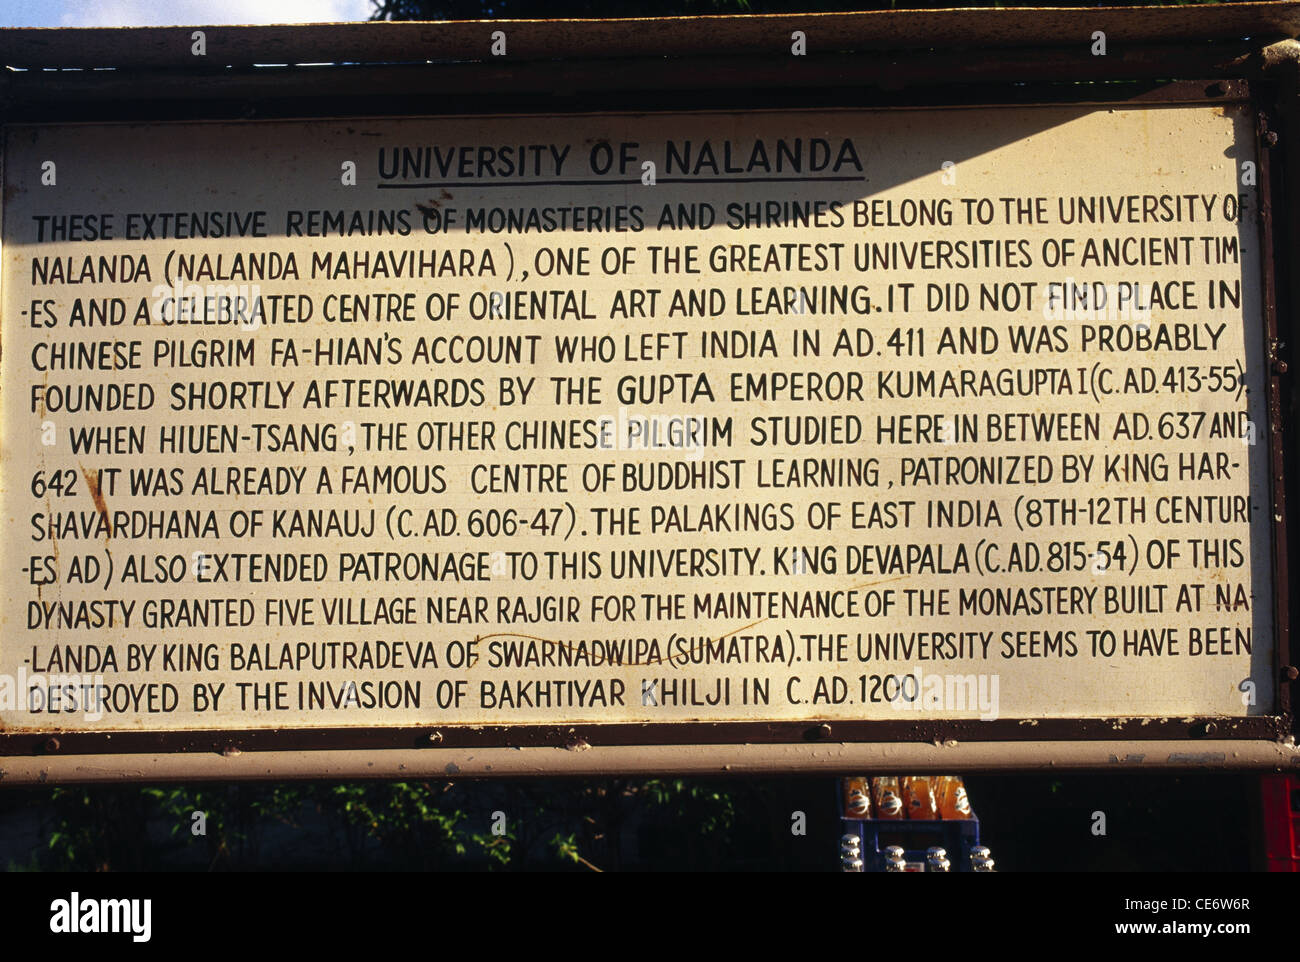 UNIVERSITY OF NALANDA
THESE EXTENSIVE REMAINS OF MONASTERIES AND SHRINES BELONG TO THE UNIVERSITY OF
NALANDA (NALANDA MAHAVIHARA), ONE OF THE GREATEST UNIVERSITIES OF ANCIENT TIM-
-ES AND A CELEBRATED CENTRE OF ORIENTAL ART AND LEARNING. IT DID NOT FIND PLACE IN
CHINESE PILGRIM FA-HIAN'S ACCOUNT WHO LEFT INDIA IN AD. 411 AND WAS PROBABLY
FOUNDED SHORTLY AFTERWARDS BY THE GUPTA EMPEROR KUMARAGUPTA I (C. AD. 413-55).
WHEN HIUEN-TSANG, THE OTHER CHINESE PILGRIM STUDIED HERE IN BETWEEN AD. 637 AND
642 IT WAS ALREADY A FAMOUS CENTRE OF BUDDHIST LEARNING, PATRONIZED BY KING HAR-
SHAVARDHANA OF KANAUJ (C. AD. 606-47). THE PALAKINGS OF EAST INDIA (8TH-12TH CENTURI-
-ES AD) ALSO EXTENDED PATRONAGE TO THIS UNIVERSITY. KING DEVAPALA (C. AD. 815-54) OF THIS
DYNASTY GRANTED FIVE VILLAGE NEAR RAJGIR FOR THE MAINTENANCE OF THE MONASTERY BUILT AT NA-
-LANDA BY KING BALAPUTRADEVA OF SWARNADWIPA (SUMATRA). THE UNIVERSITY SEEMS TO HAVE BEEN
DESTROYED BY THE INVASION OF BAKHTIYAR KHILJI IN C. AD. 1200.
alamy
Image ID: CE6W6R
www.alamy.com